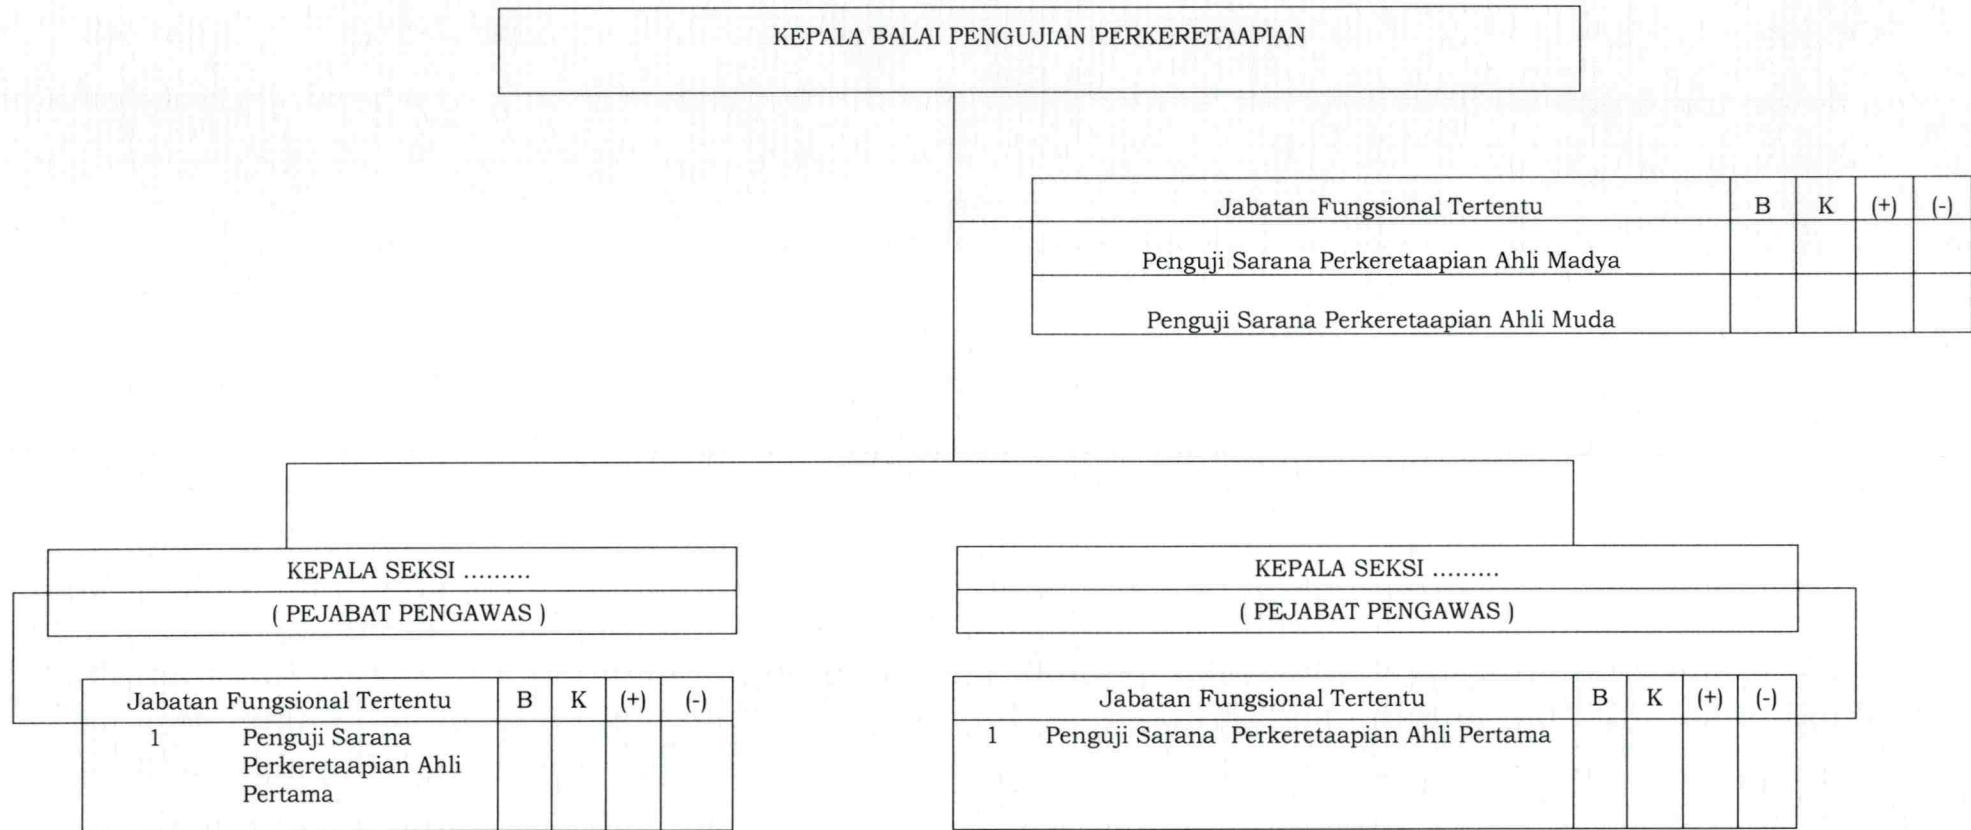 KEPALA BALAI PENGUJIAN PERKERETAAPIAN
Jabatan Fungsional Tertentu B K (+) (-)
Penguji Sarana Perkeretaapian Ahli Madya
Penguji Sarana Perkeretaapian Ahli Muda
KEPALA SEKSI .........
( PEJABAT PENGAWAS )
Jabatan Fungsional Tertentu B K (+) (-)
1 Penguji Sarana
Perkeretaapian Ahli
Pertama
KEPALA SEKSI .........
( PEJABAT PENGAWAS )
Jabatan Fungsional Tertentu B K (+) (-)
1 Penguji Sarana Perkeretaapian Ahli Pertama